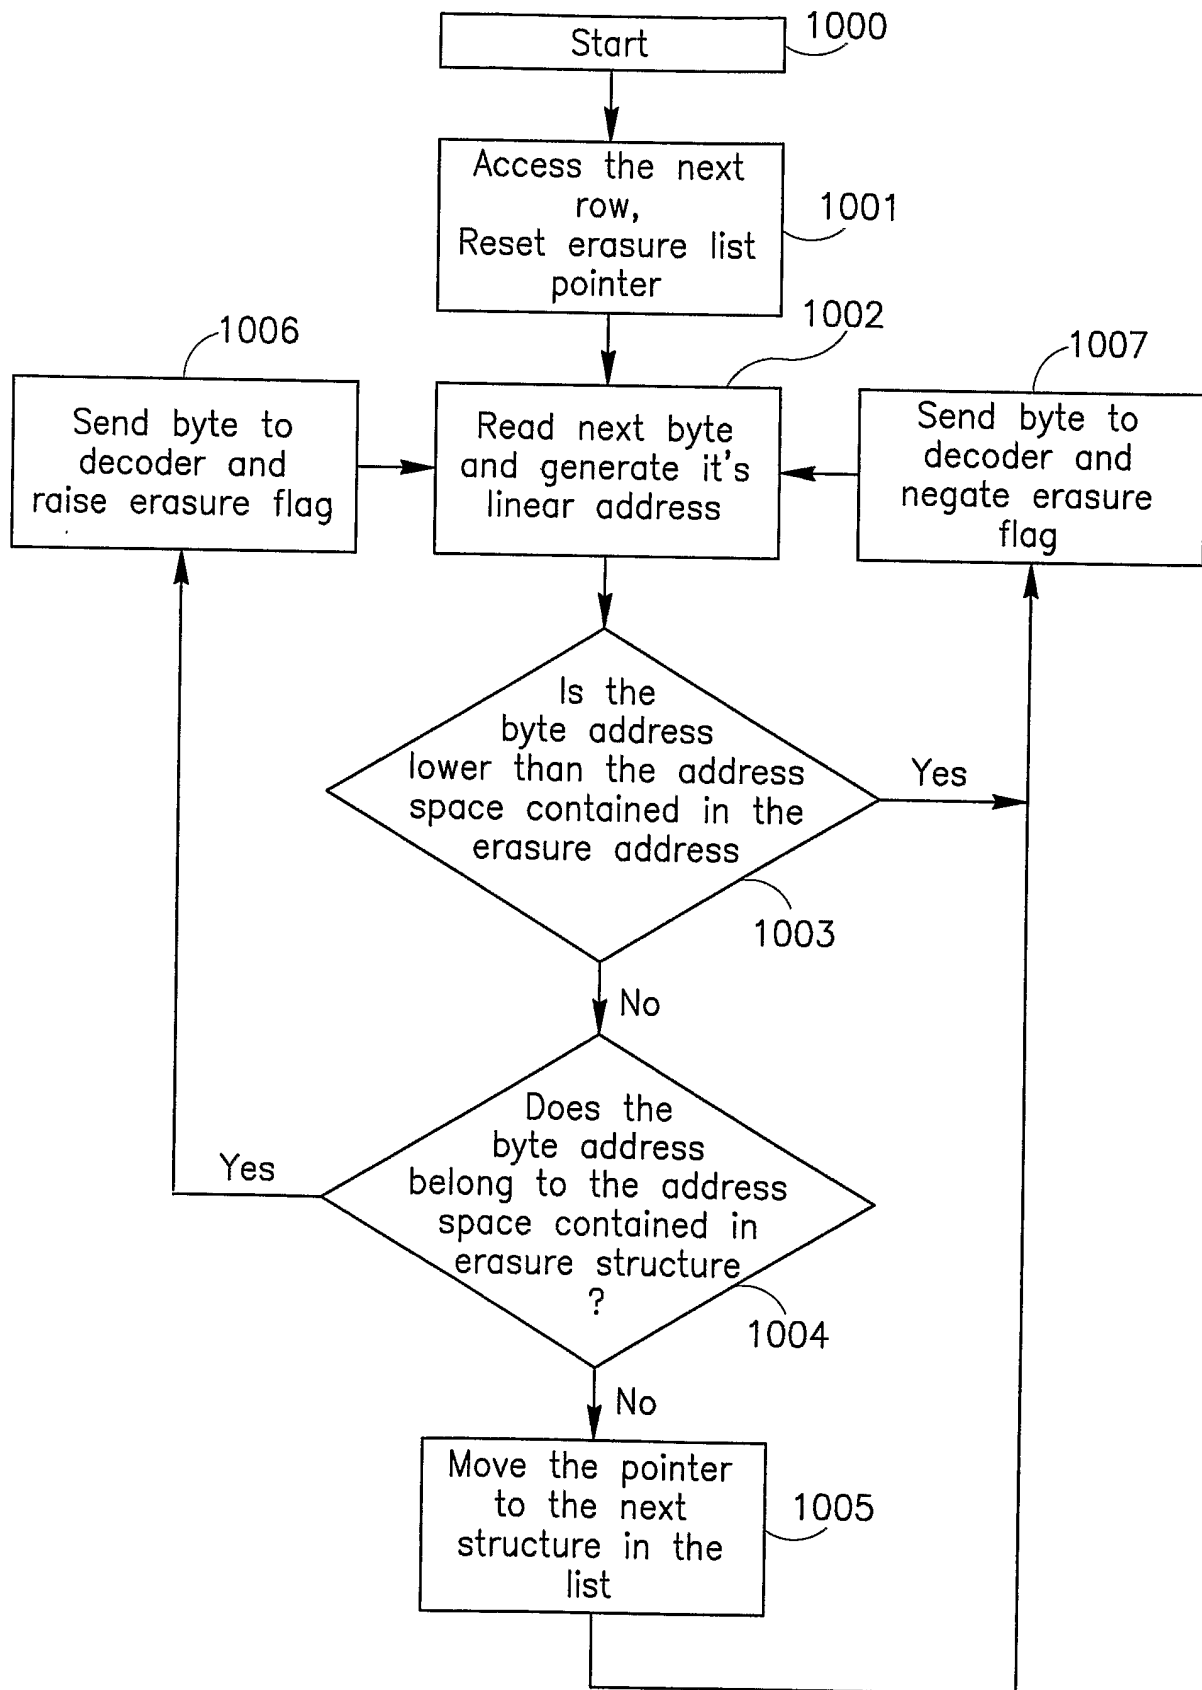 Start
1000
Access the next
row,
Reset erasure list
pointer
1001
1002
1006
Send byte to
decoder and
raise erasure flag
Read next byte
and generate it's
linear address
1007
Send byte to
decoder and
negate erasure
flag
Is the
byte address
lower than the address
space contained in the
erasure address
Yes
1003
No
Does the
byte address
belong to the address
space contained in
erasure structure
?
Yes
1004
No
Move the pointer
to the next
structure in the
list
1005